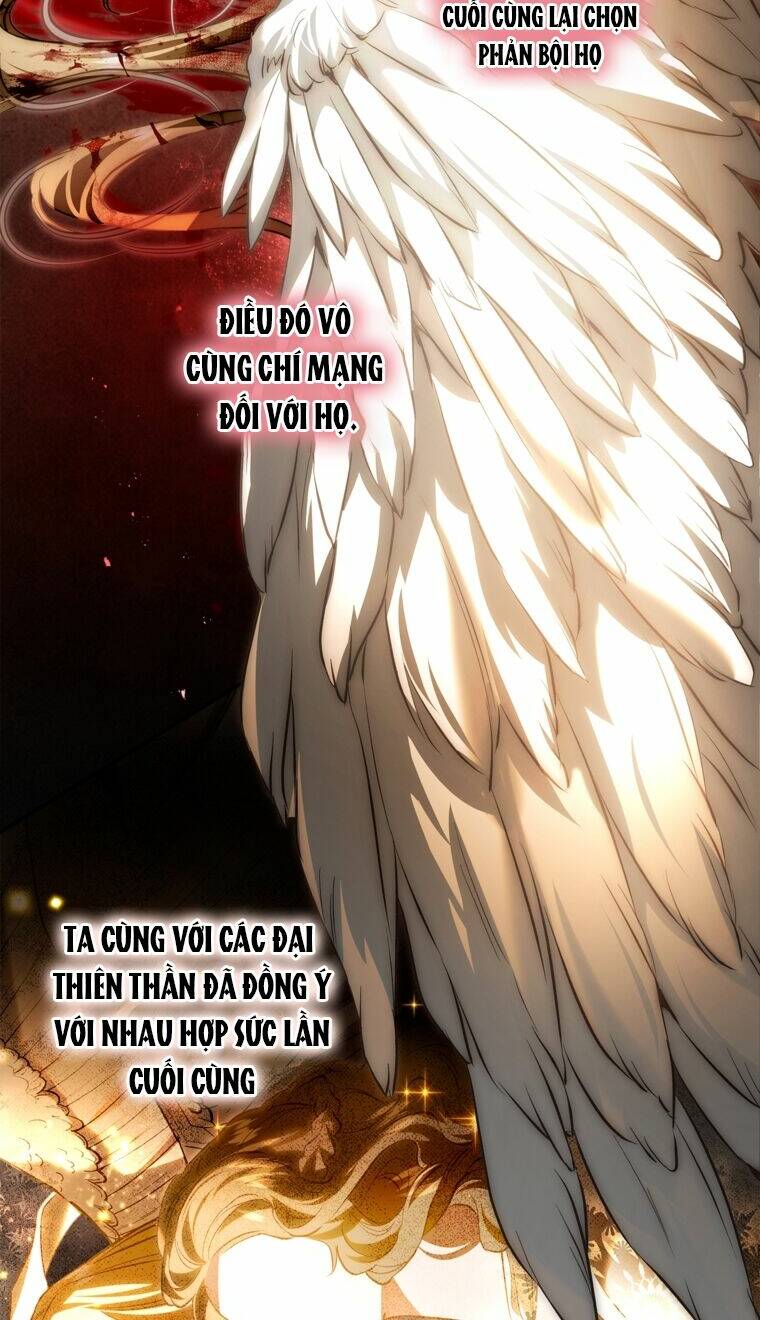 CUỐI CÙNG LẠI CHỌN
PHẢN BỘI HỌ
ĐIỀU ĐÓ VÔ
CÙNG CHÍ MẠNG
ĐỐI VỚI HỌ.
TA CÙNG VỚI CÁC ĐẠI
THIÊN THẦN ĐÃ ĐỒNG Ý
VỚI NHAU HỢP SỨC LẦN
CUỐI CÙNG